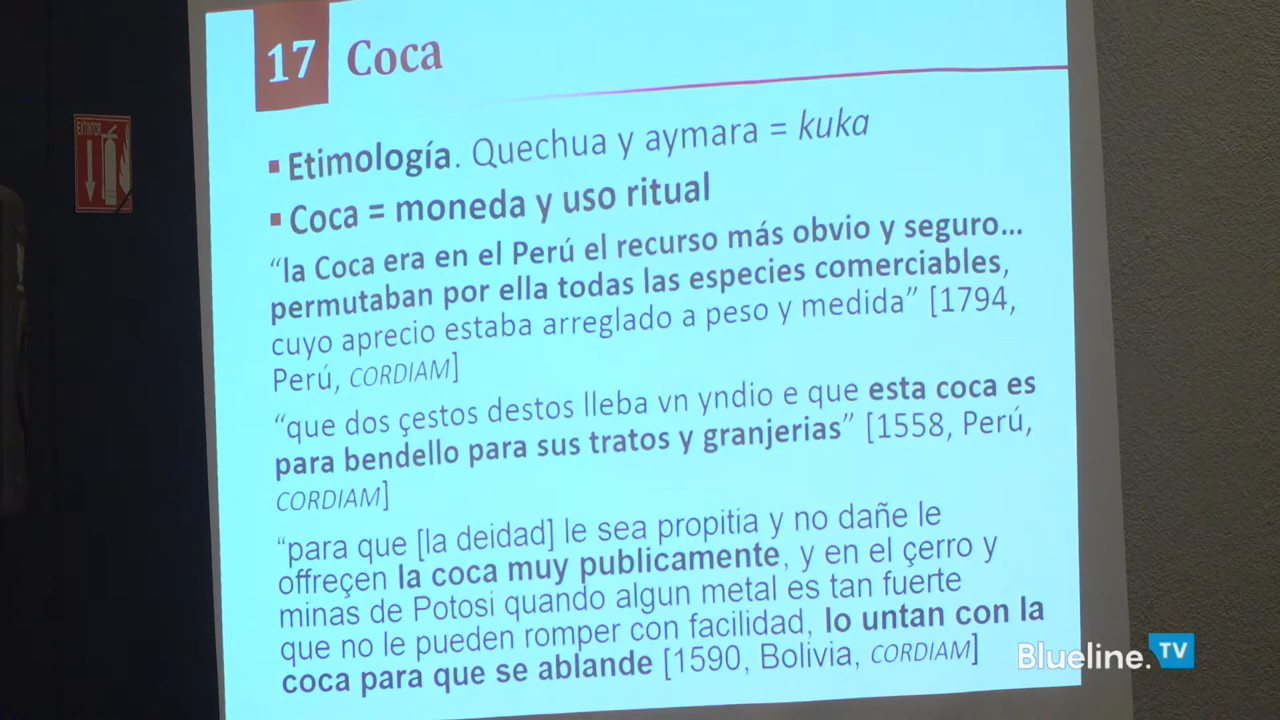 17 Coca
EXTINTOR
▪ Etimología. Quechua y aymara = kuka
▪ Coca = moneda y uso ritual
“la Coca era en el Perú el recurso más obvio y seguro...
permutaban por ella todas las especies comerciables,
cuyo aprecio estaba arreglado a peso y medida” [1794,
Perú, CORDIAM]
“que dos çestos destos lleba vn yndio e que esta coca es
para bendello para sus tratos y granjerias” [1558, Perú,
CORDIAM]
“para que [la deidad] le sea propitia y no dañe le
offreçen la coca muy publicamente, y en el çerro y
minas de Potosi quando algun metal es tan fuerte
que no le pueden romper con facilidad, lo untan con la
coca para que se ablande [1590, Bolivia, CORDIAM]
Blueline.TV